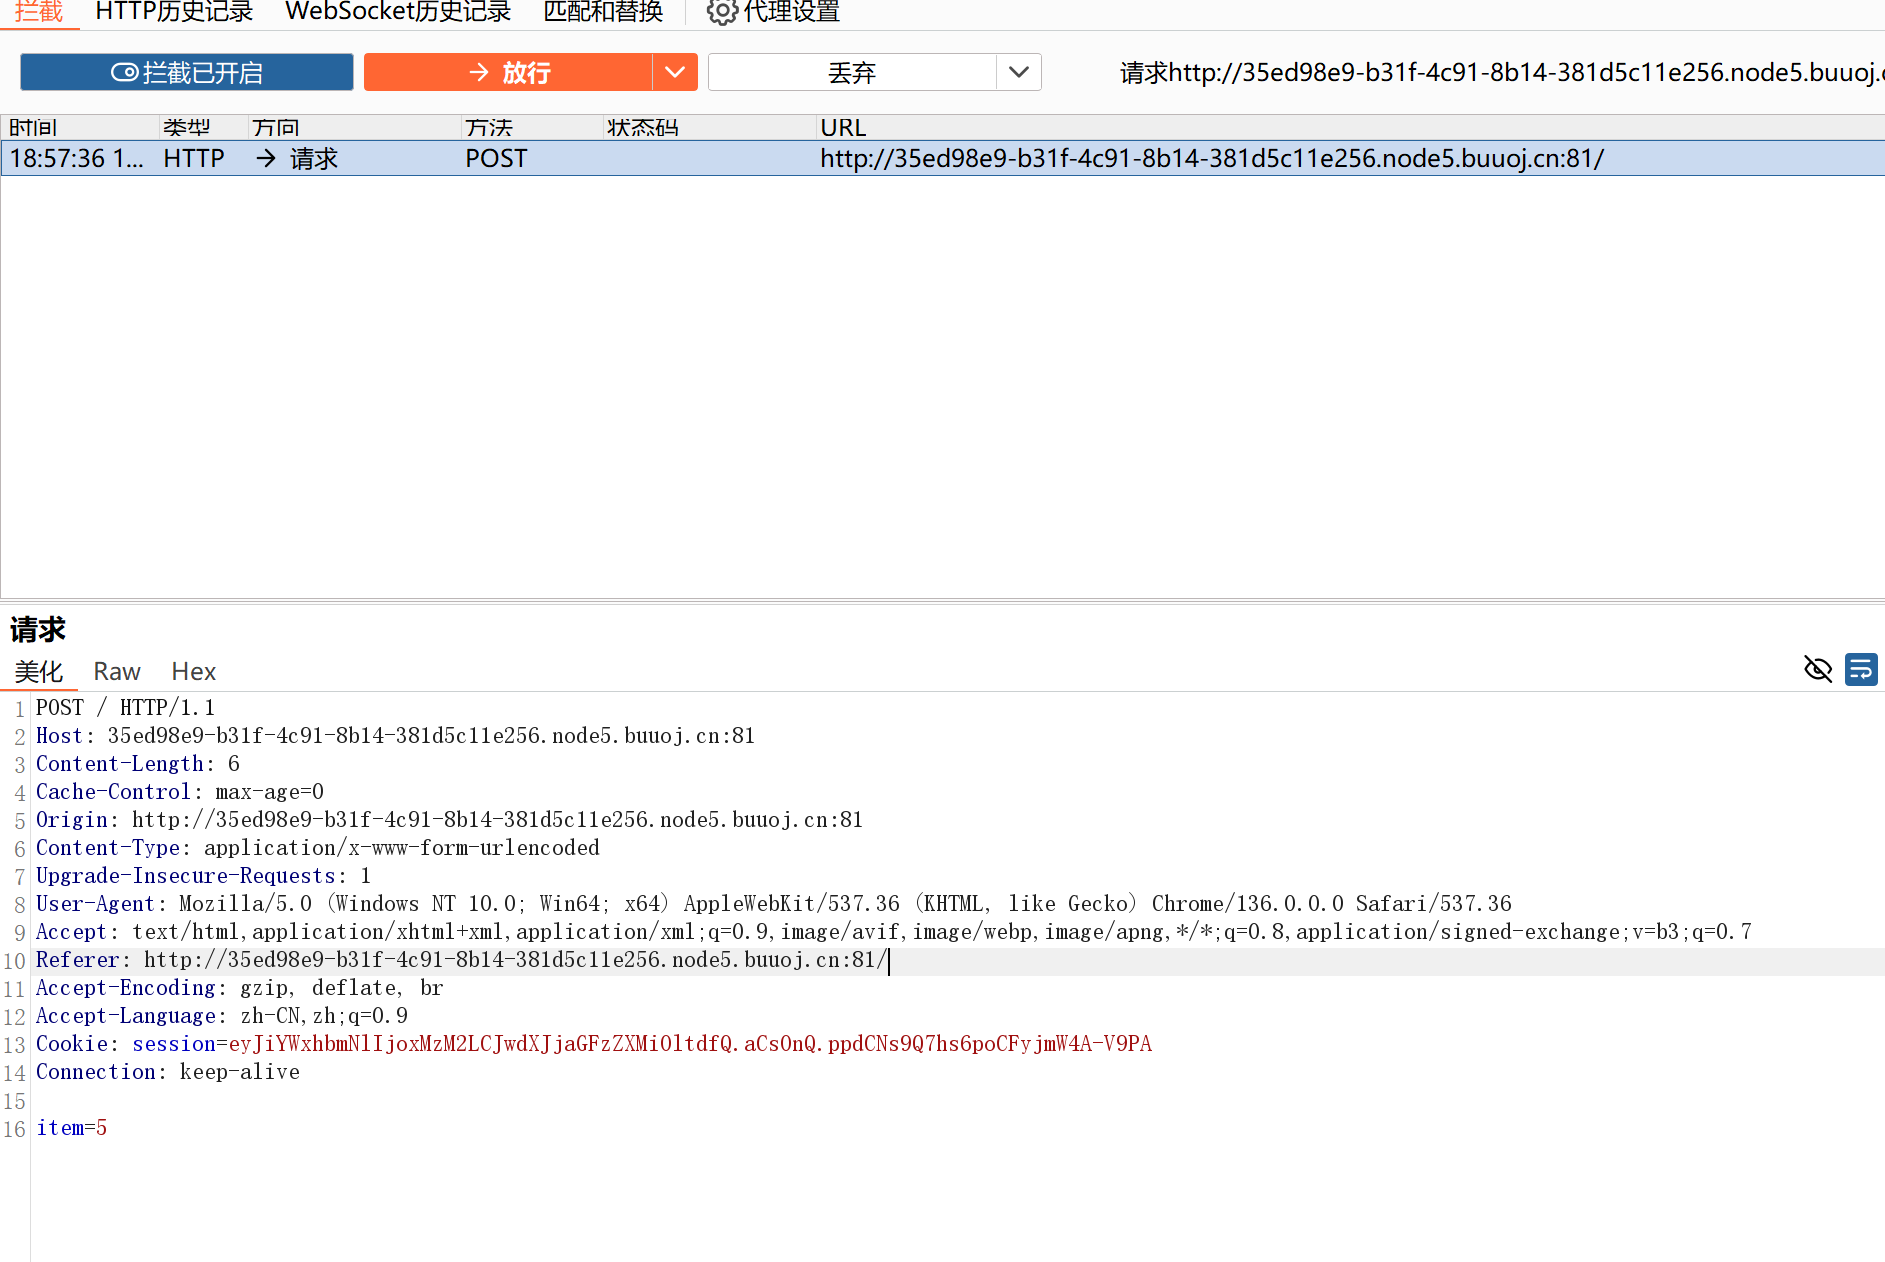 拦截 HTTP历史记录 WebSocket历史记录 匹配和替换 代理设置
拦截已开启 放行 丢弃 请求http://35ed98e9-b31f-4c91-8b14-381d5c11e256.node5.buuoj.
时间 类型 方向 方法 状态码 URL
18:57:36 1... HTTP 请求 POST http://35ed98e9-b31f-4c91-8b14-381d5c11e256.node5.buuoj.cn:81/
请求
美化 Raw Hex
1 POST / HTTP/1.1
2 Host: 35ed98e9-b31f-4c91-8b14-381d5c11e256.node5.buuoj.cn:81
3 Content-Length: 6
4 Cache-Control: max-age=0
5 Origin: http://35ed98e9-b31f-4c91-8b14-381d5c11e256.node5.buuoj.cn:81
6 Content-Type: application/x-www-form-urlencoded
7 Upgrade-Insecure-Requests: 1
8 User-Agent: Mozilla/5.0 (Windows NT 10.0; Win64; x64) AppleWebKit/537.36 (KHTML, like Gecko) Chrome/136.0.0.0 Safari/537.36
9 Accept: text/html,application/xhtml+xml,application/xml;q=0.9,image/avif,image/webp,image/apng,*/*;q=0.8,application/signed-exchange;v=b3;q=0.7
10 Referer: http://35ed98e9-b31f-4c91-8b14-381d5c11e256.node5.buuoj.cn:81/
11 Accept-Encoding: gzip, deflate, br
12 Accept-Language: zh-CN,zh;q=0.9
13 Cookie: session=eyJiYWxhbmNlIjoxMzM2LCJwdXJjaGFzZXMiOltdfQ.aCsOnQ.ppdCNs9Q7hs6poCFyjmW4A-V9PA
14 Connection: keep-alive
15
16 item=5